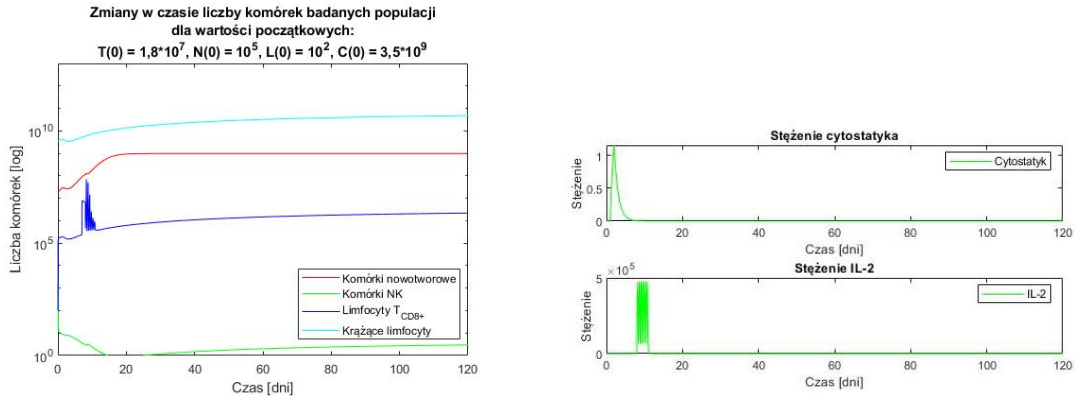 Zmiany w czasie liczby komórek badanych populacji
dla wartości początkowych:
T(0) = 1,8*10^7, N(0) = 10^5, L(0) = 10^2, C(0) = 3,5*10^9
Liczba komórek [log]
10^10
10^5
10^0
0 20 40 60 80 100 120
Czas [dni]
Komórki nowotworowe
Komórki NK
Limfocyty T_CD8+
Krążące limfocyty
Stężenie cytostatyka
Stężenie
1
0.5
0
0 20 40 60 80 100 120
Czas [dni]
Cytostatyk
Stężenie IL-2
× 10^5
Stężenie
5
0
0 20 40 60 80 100 120
Czas [dni]
IL-2